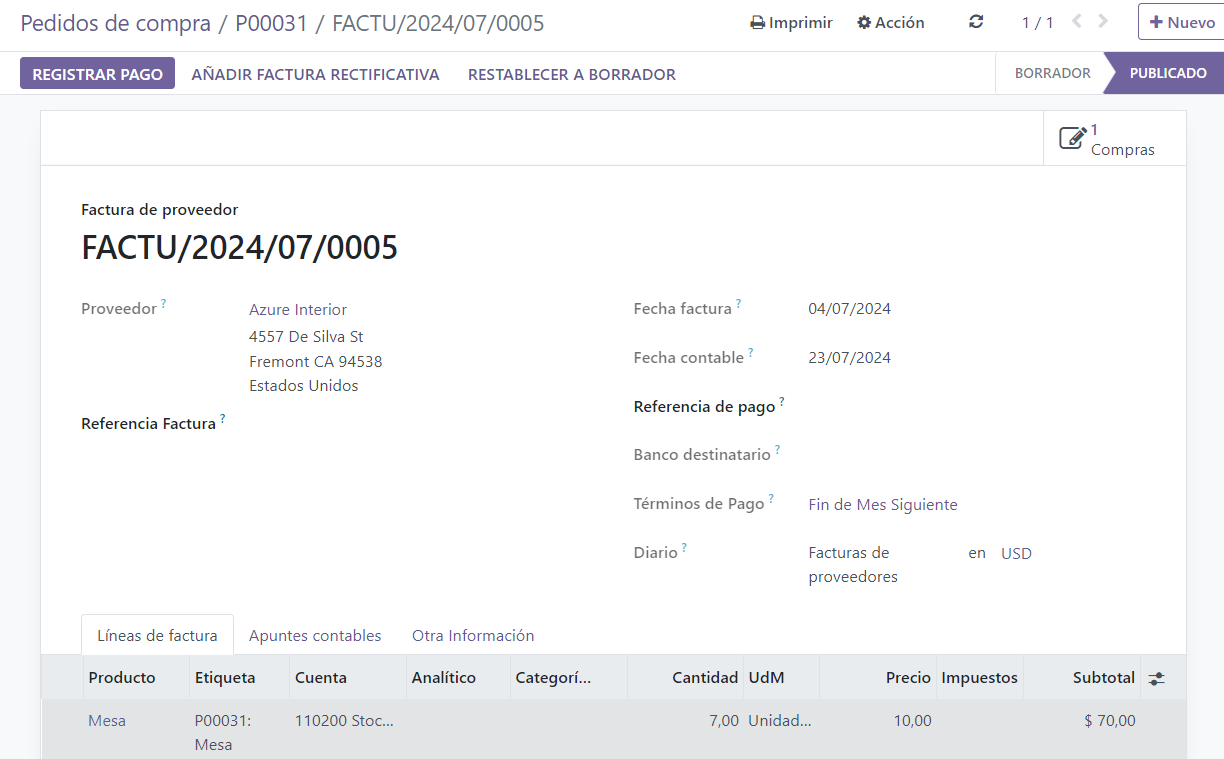 Pedidos de compra / P00031 / FACTU/2024/07/0005
Imprimir Acción 1 / 1 Nuevo
REGISTRAR PAGO AÑADIR FACTURA RECTIFICATIVA RESTABLECER A BORRADOR BORRADOR PUBLICADO
1
Compras
Factura de proveedor
FACTU/2024/07/0005
Proveedor ? Azure Interior
4557 De Silva St
Fremont CA 94538
Estados Unidos
Referencia Factura ?
Fecha factura ? 04/07/2024
Fecha contable ? 23/07/2024
Referencia de pago ?
Banco destinatario ?
Términos de Pago ? Fin de Mes Siguiente
Diario ? Facturas de proveedores en USD
Líneas de factura Apuntes contables Otra Información
Producto Etiqueta Cuenta Analítico Categorí... Cantidad UdM Precio Impuestos Subtotal
Mesa P00031: Mesa 110200 Stoc... 7,00 Unidad... 10,00 $ 70,00